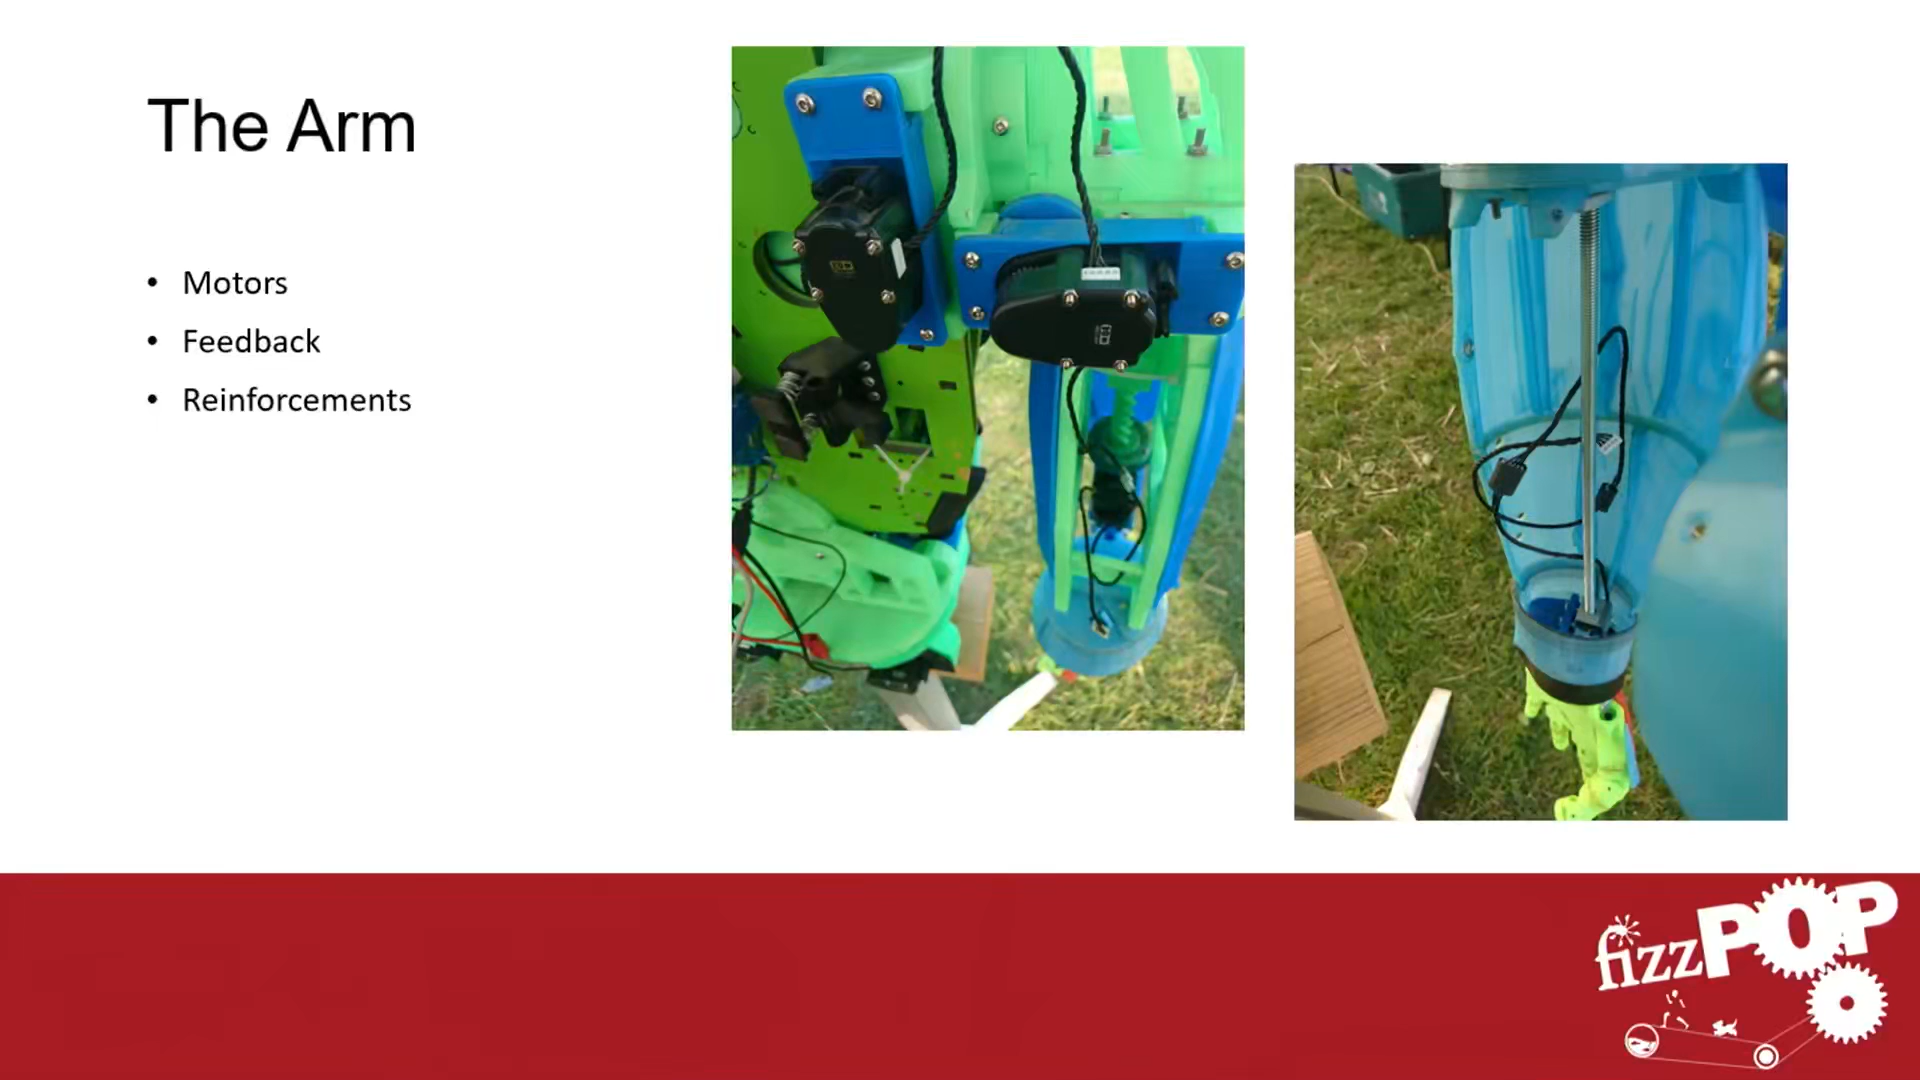 The Arm
• Motors
• Feedback
• Reinforcements
fizzPOP